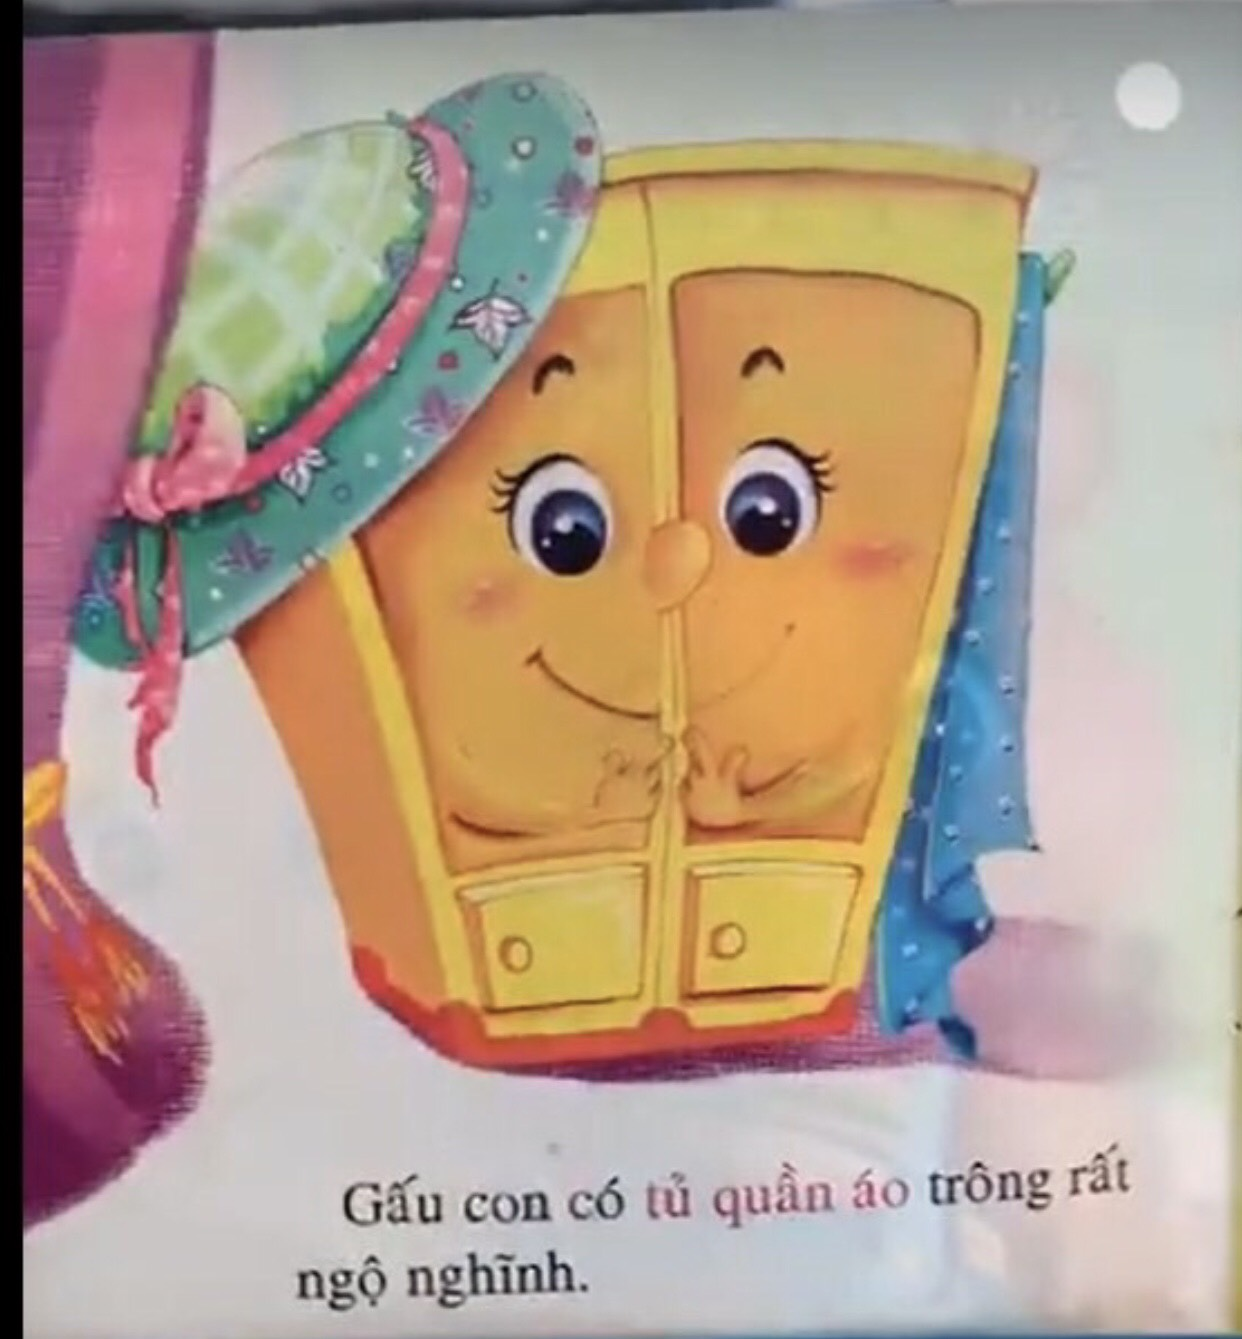 Gấu con có tủ quần áo trông rất
ngộ nghĩnh.